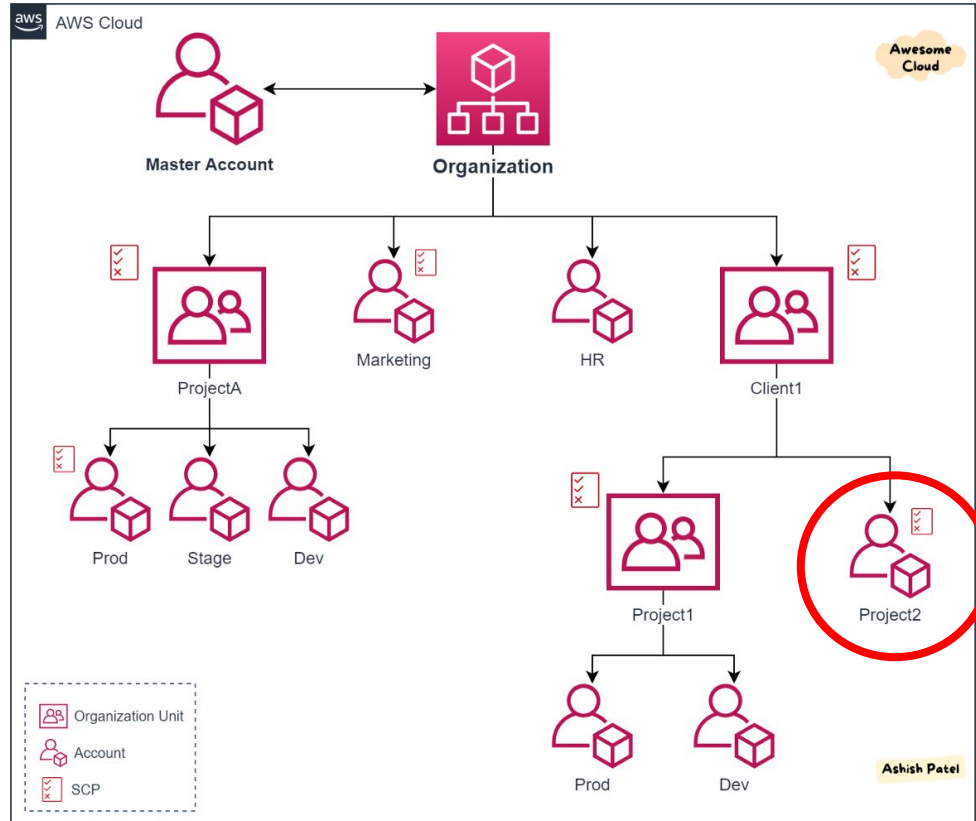 aws
AWS Cloud
Awesome
Cloud
Master Account
Organization
ProjectA
Marketing
HR
Client1
Prod
Stage
Dev
Project1
Project2
Prod
Dev
Organization Unit
Account
SCP
Ashish Patel